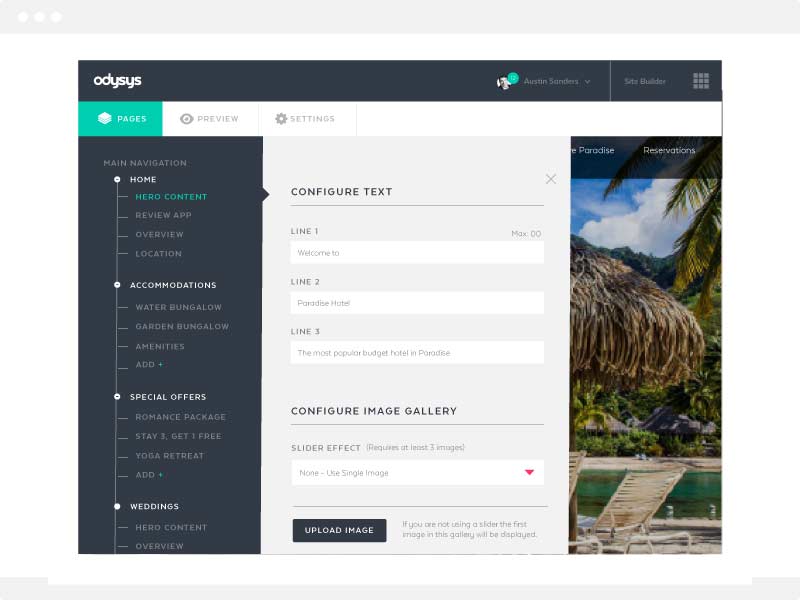 odysys
12
Austin Sanders
Site Builder
PAGES
PREVIEW
SETTINGS
MAIN NAVIGATION
HOME
HERO CONTENT
REVIEW APP
OVERVIEW
LOCATION
ACCOMMODATIONS
WATER BUNGALOW
GARDEN BUNGALOW
AMENITIES
ADD +
SPECIAL OFFERS
ROMANCE PACKAGE
STAY 3, GET 1 FREE
YOGA RETREAT
ADD +
WEDDINGS
HERO CONTENT
OVERVIEW
CONFIGURE TEXT
LINE 1
Max: 00
Welcome to
LINE 2
Paradise Hotel
LINE 3
The most popular budget hotel in Paradise.
CONFIGURE IMAGE GALLERY
SLIDER EFFECT (Requires at least 3 images)
None - Use Single Image
UPLOAD IMAGE
If you are not using a slider the first
image in this gallery will be displayed.
e Paradise
Reservations